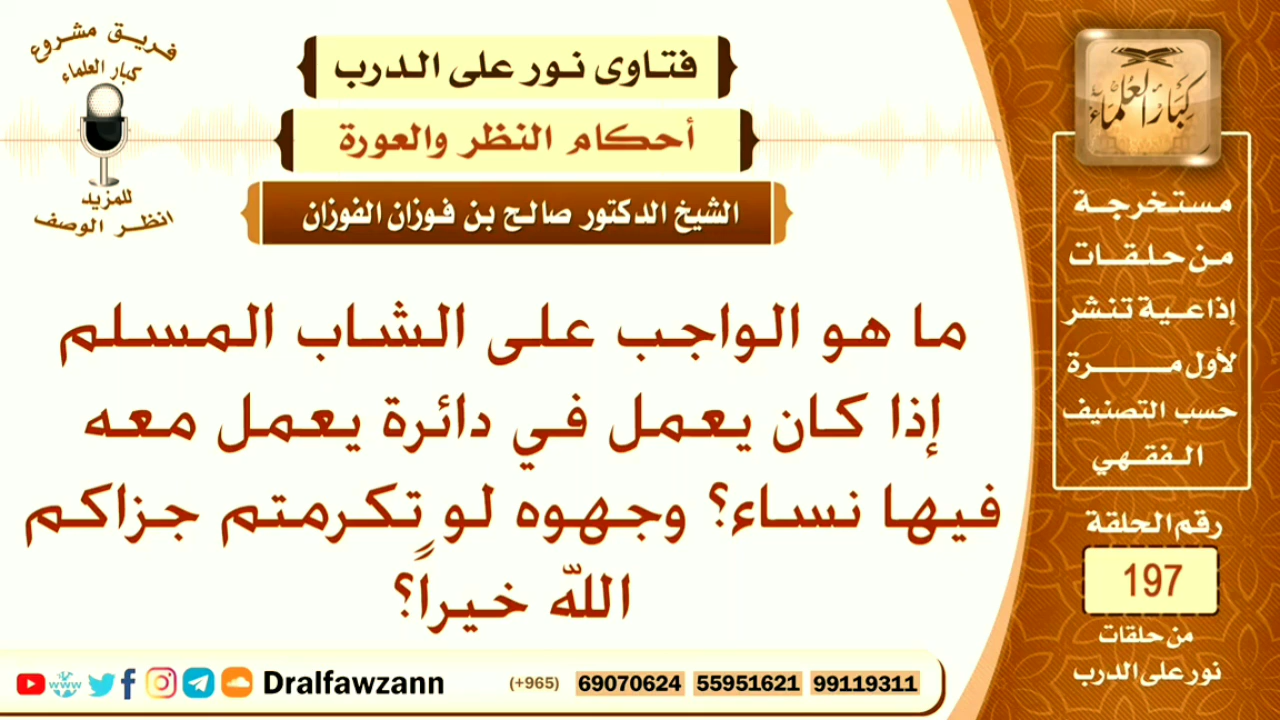 فريق مشروع
كبار العلماء
للمزيد
انظر الوصف
فتاوى نور على الدرب
أحكام النظر والعورة
الشيخ الدكتور صالح بن فوزان الفوزان
ما هو الواجب على الشاب المسلم
إذا كان يعمل في دائرة يعمل معه
فيها نساء؟ وجهوه لو تكرمتم جزاكم
الله خيراً؟
كبار العلماء
مستخرجة
من حلقات
إذاعية تنشر
لأول مرة
حسب التصنيف
الفقهي
رقم الحلقة
197
من حلقات
نور على الدرب
www Dralfawzann (+965) 69070624 55951621 99119311